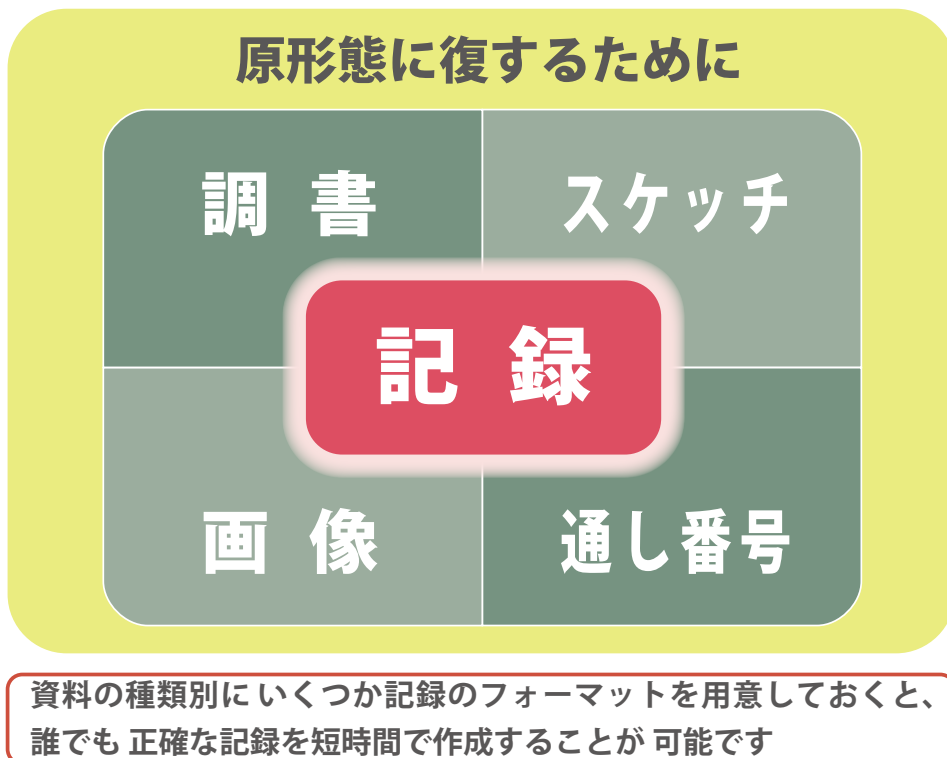 原形態に復するために
調書
スケッチ
記録
画像
通し番号
資料の種類別にいくつか記録のフォーマットを用意しておくと、
誰でも正確な記録を短時間で作成することが可能です